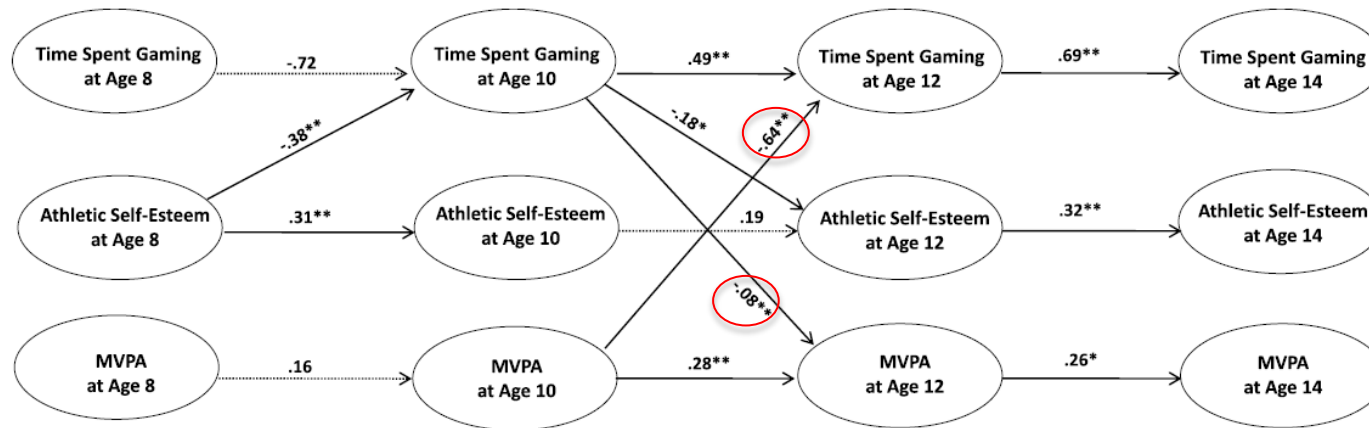 Time Spent Gaming
at Age 8
-.72
Time Spent Gaming
at Age 10
.49**
Time Spent Gaming
at Age 12
.69**
Time Spent Gaming
at Age 14
-.38**
-.18*
-.64**
Athletic Self-Esteem
at Age 8
.31**
Athletic Self-Esteem
at Age 10
.19
Athletic Self-Esteem
at Age 12
.32**
Athletic Self-Esteem
at Age 14
-.08**
MVPA
at Age 8
.16
MVPA
at Age 10
.28**
MVPA
at Age 12
.26*
MVPA
at Age 14